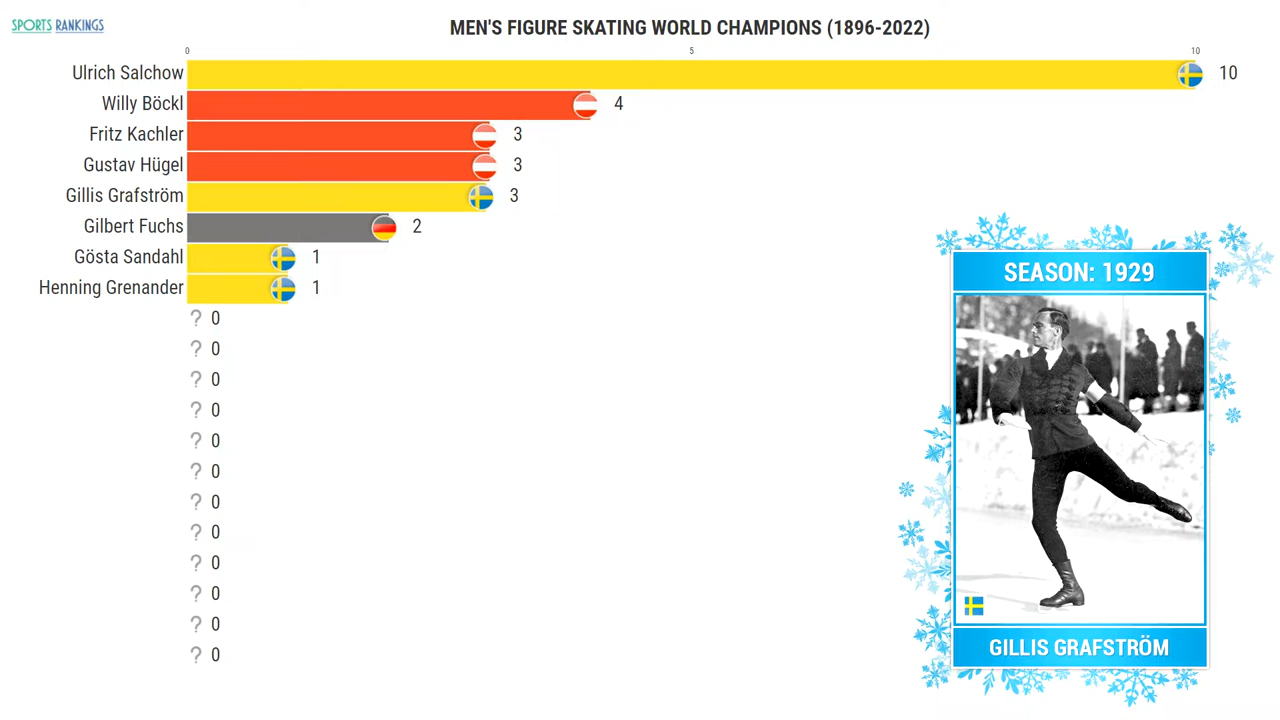 SPORTS RANKINGS
MEN'S FIGURE SKATING WORLD CHAMPIONS (1896-2022)
0 5 10
Ulrich Salchow 10
Willy Böckl 4
Fritz Kachler 3
Gustav Hügel 3
Gillis Grafström 3
Gilbert Fuchs 2
Gösta Sandahl 1
Henning Grenander 1
? 0
? 0
? 0
? 0
? 0
? 0
? 0
? 0
? 0
? 0
? 0
? 0
SEASON: 1929
GILLIS GRAFSTRÖM